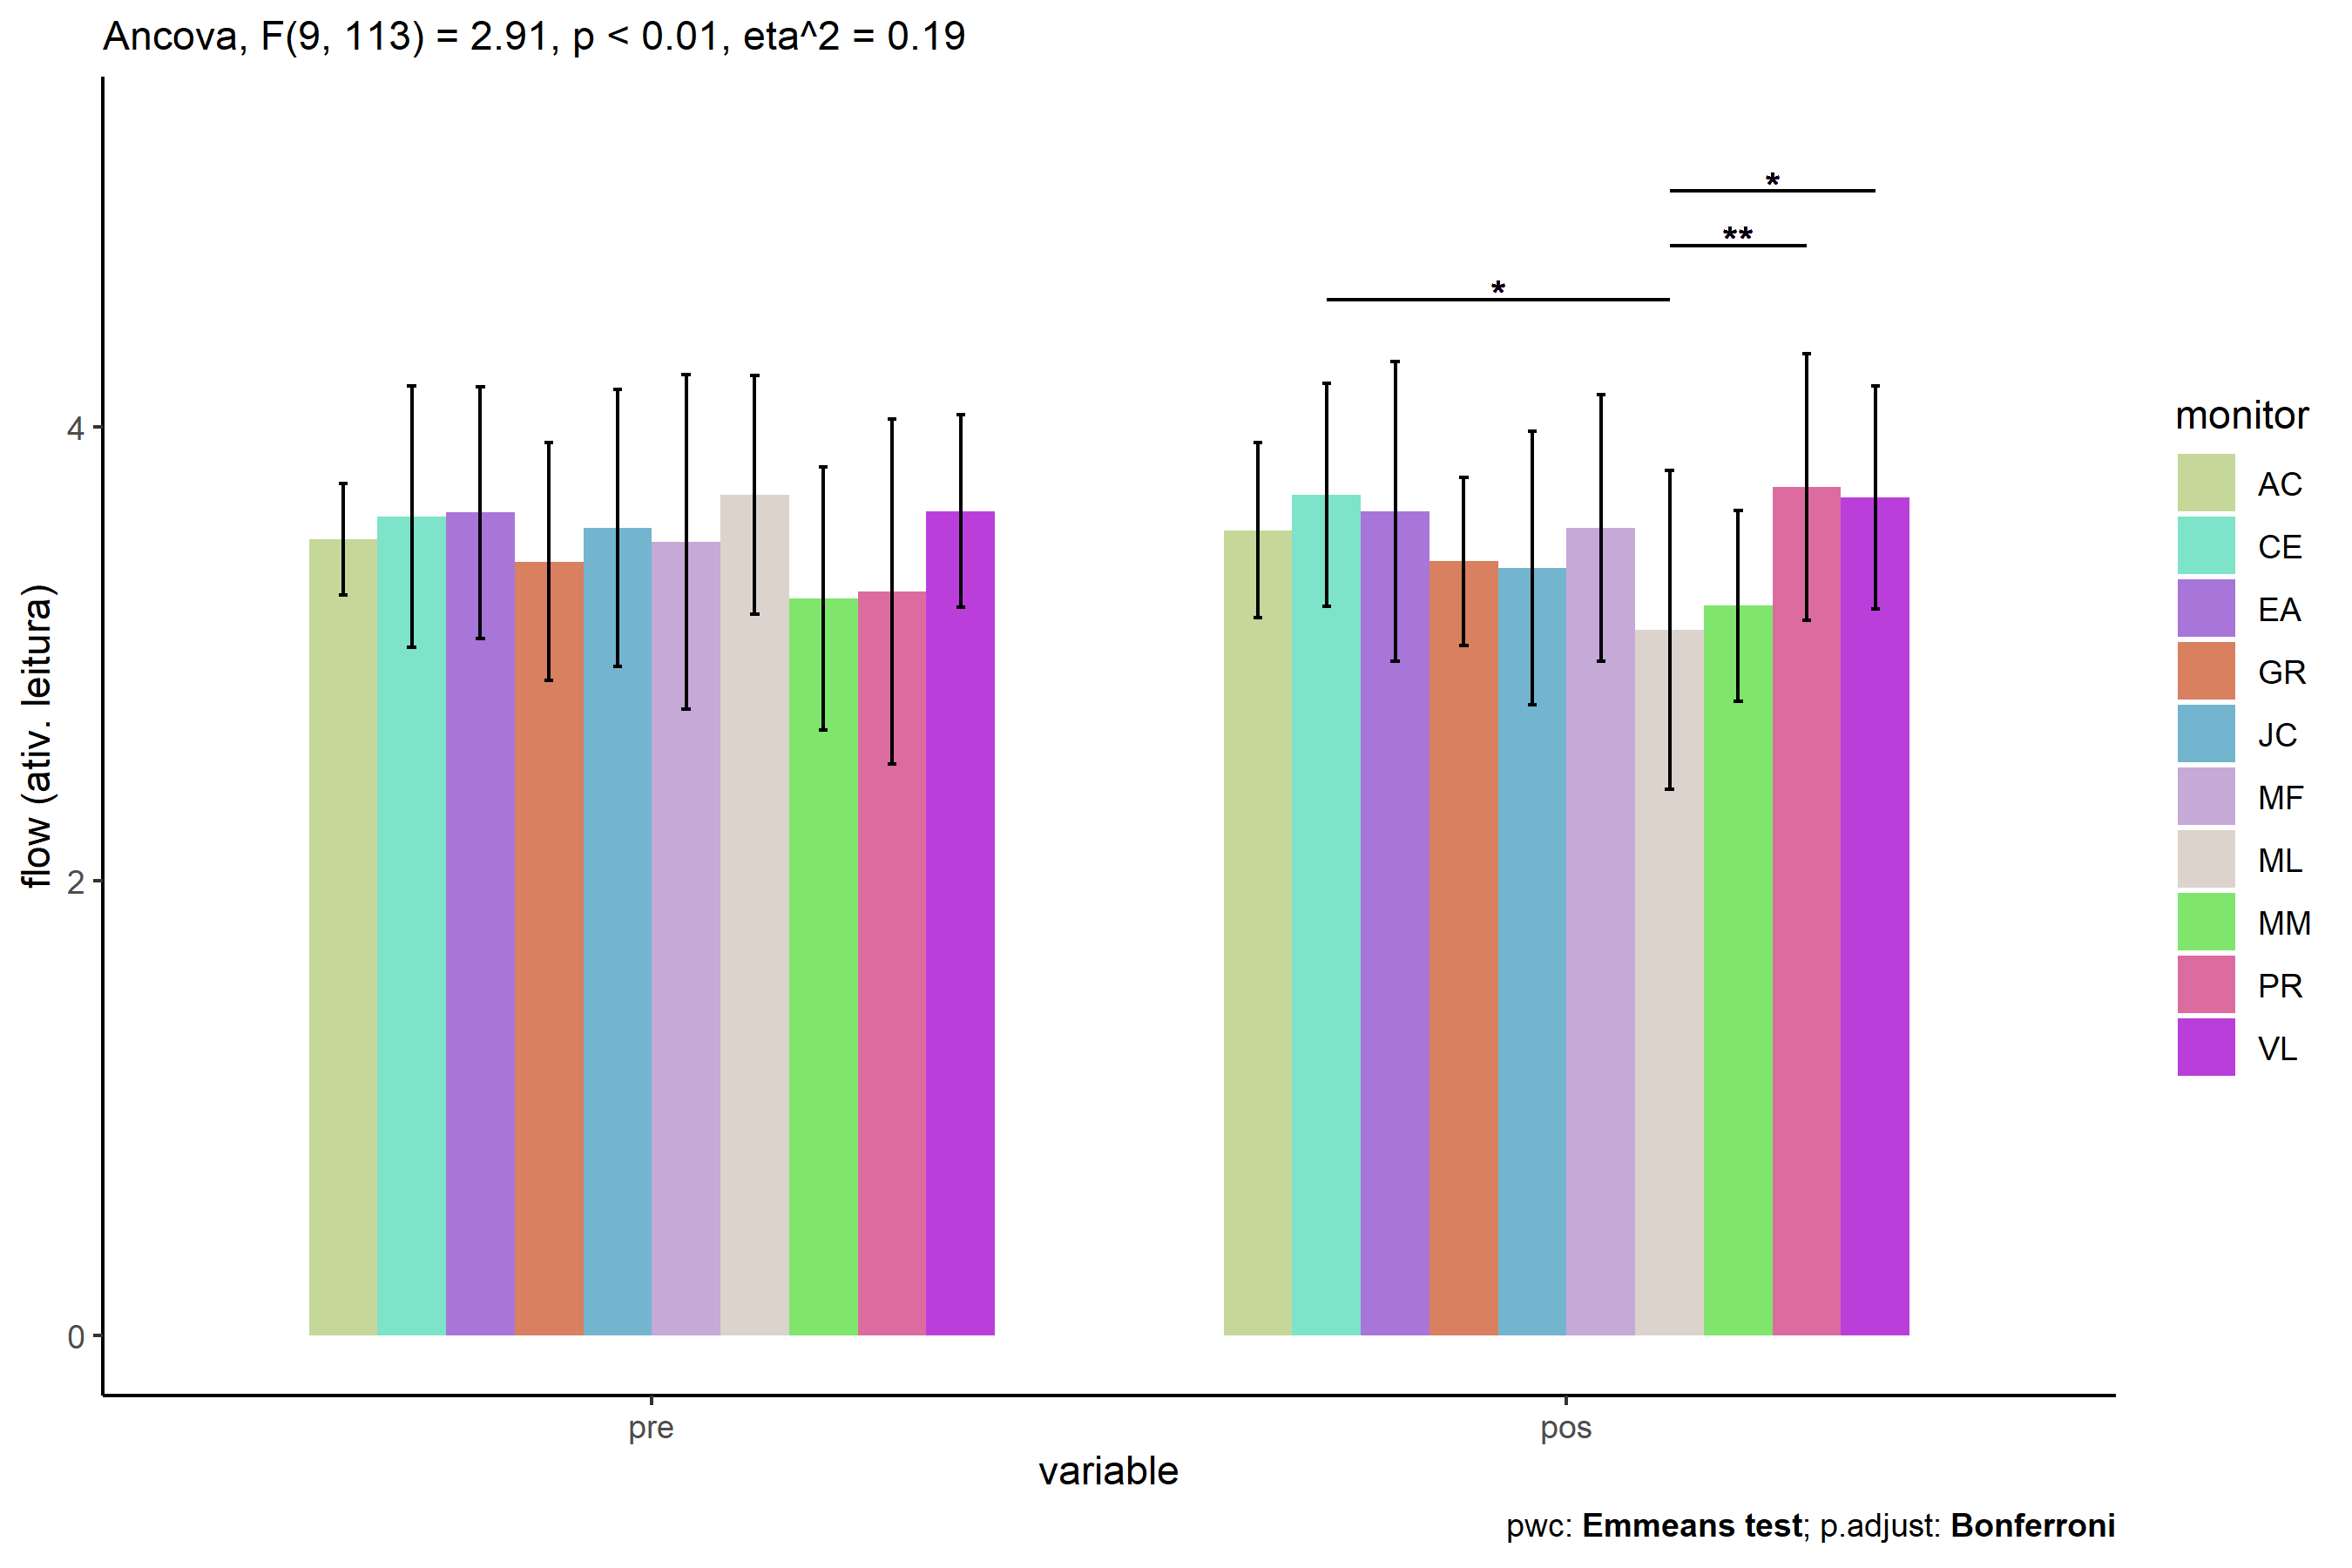 Ancova, F(9, 113) = 2.91, p < 0.01, eta^2 = 0.19
*
**
*
4
2
0
flow (ativ. leitura)
pre
pos
variable
monitor
AC
CE
EA
GR
JC
MF
ML
MM
PR
VL
pwc: Emmeans test; p.adjust: Bonferroni